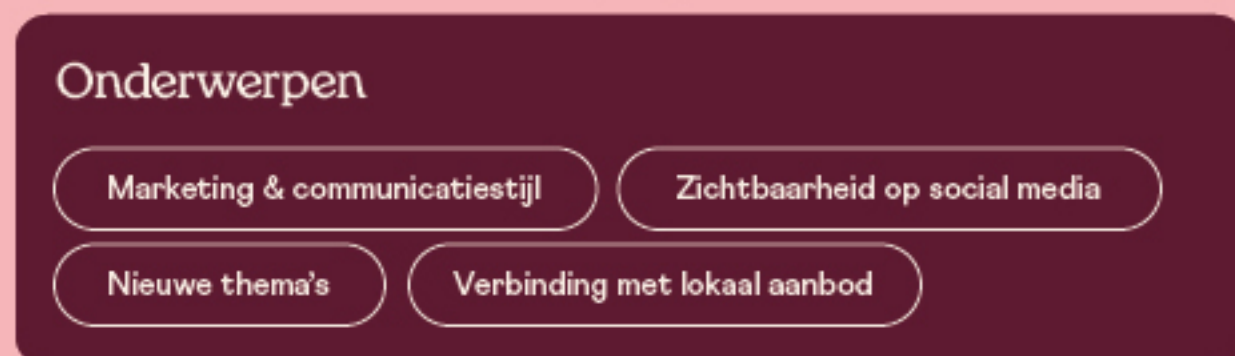 Onderwerpen
Marketing & communicatiestijl
Zichtbaarheid op social media
Nieuwe thema's
Verbinding met lokaal aanbod